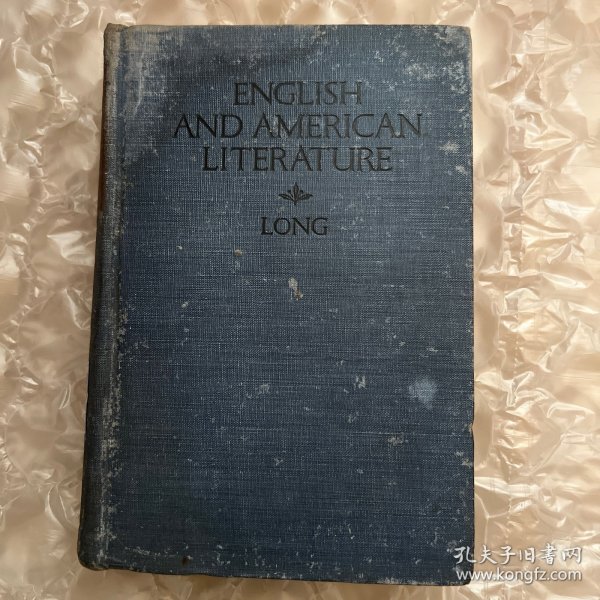 ENGLISH
AND AMERICAN
LITERATURE
LONG
孔夫子旧书网
www.kongfz.com